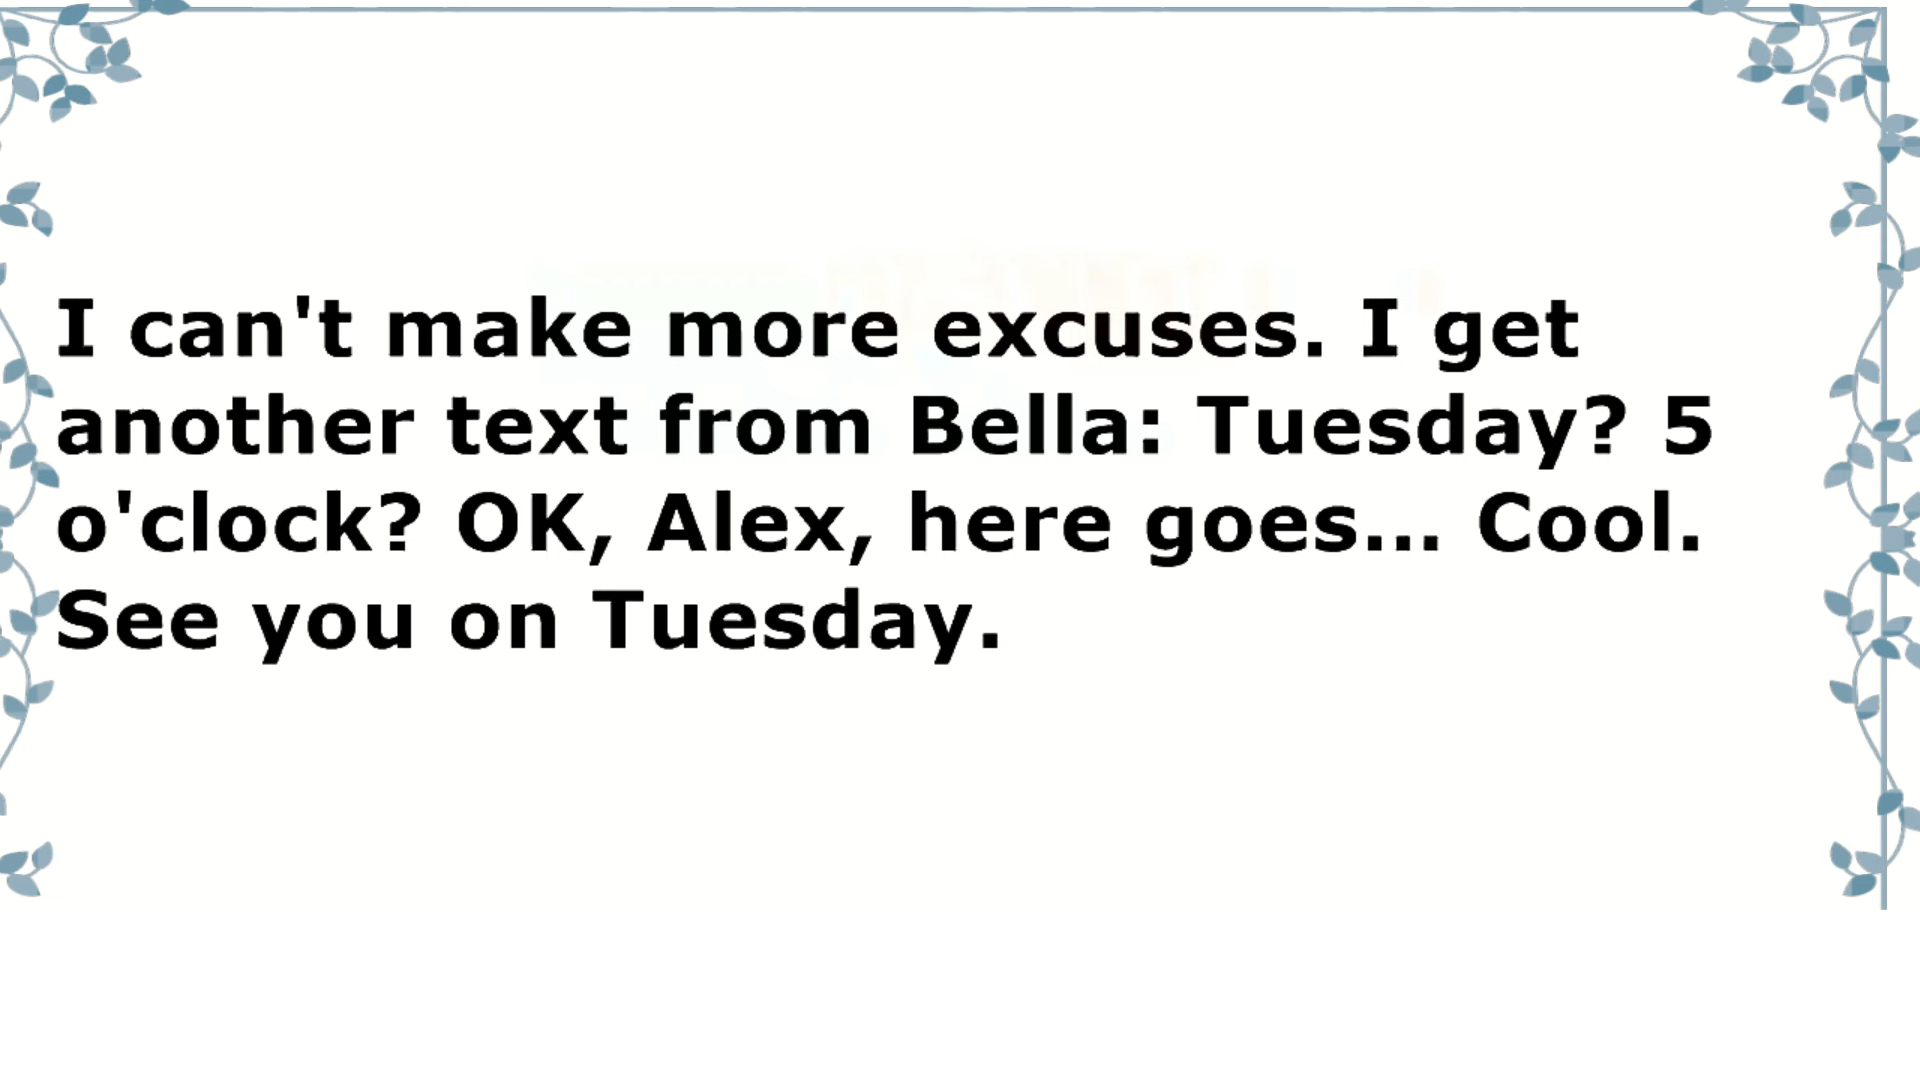 I can't make more excuses. I get
another text from Bella: Tuesday? 5
o'clock? OK, Alex, here goes... Cool.
See you on Tuesday.